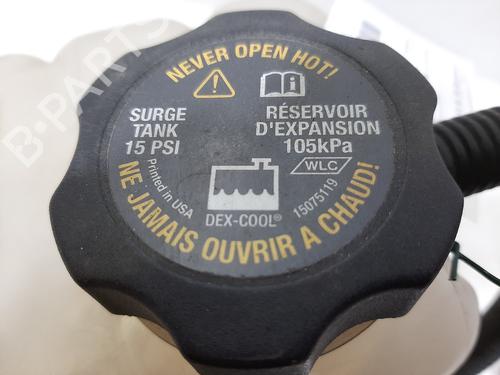 NEVER OPEN HOT!
SURGE
TANK
15 PSI
RÉSERVOIR
D'EXPANSION
105kPa
WLC
Printed in USA
DEX-COOL®
15075119
NE JAMAIS OUVRIR A CHAUD!
B-PARTS